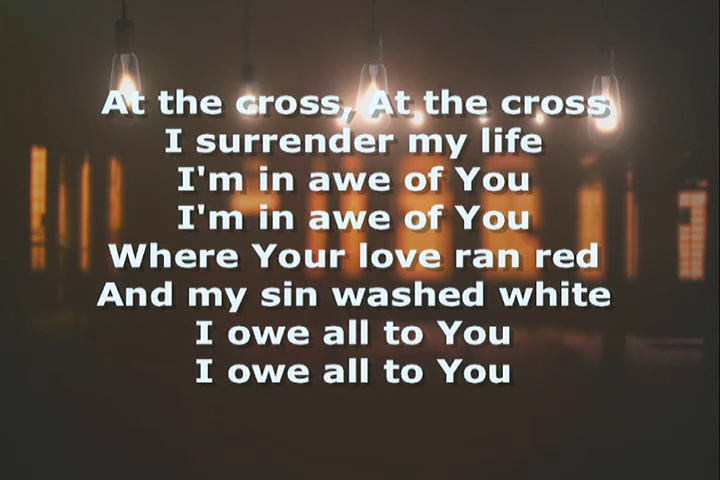 At the cross, At the cross
I surrender my life
I'm in awe of You
I'm in awe of You
Where Your love ran red
And my sin washed white
I owe all to You
I owe all to You